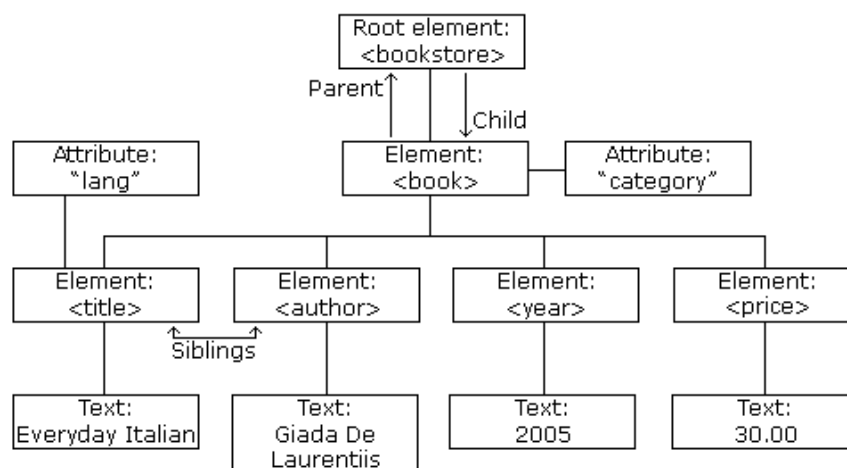 Root element:
<bookstore>
Parent
Child
Attribute:
"lang"
Element:
<book>
Attribute:
"category"
Element:
<title>
Element:
<author>
Element:
<year>
Element:
<price>
Siblings
Text:
Everyday Italian
Text:
Giada De
Laurentiis
Text:
2005
Text:
30.00